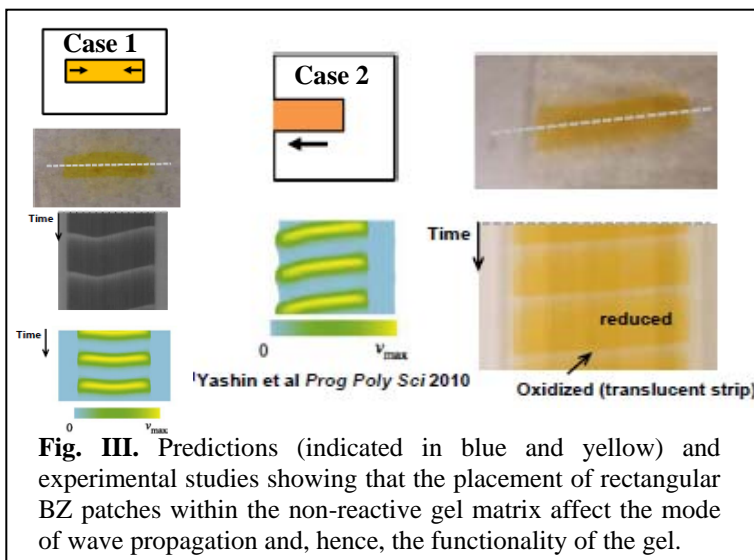 Case 1
Case 2
Time
Time
Time
reduced
Oxidized (translucent strip)
0
v max
0
v max
¹Yashin et al Prog Poly Sci 2010
Fig. III. Predictions (indicated in blue and yellow) and
experimental studies showing that the placement of rectangular
BZ patches within the non-reactive gel matrix affect the mode
of wave propagation and, hence, the functionality of the gel.